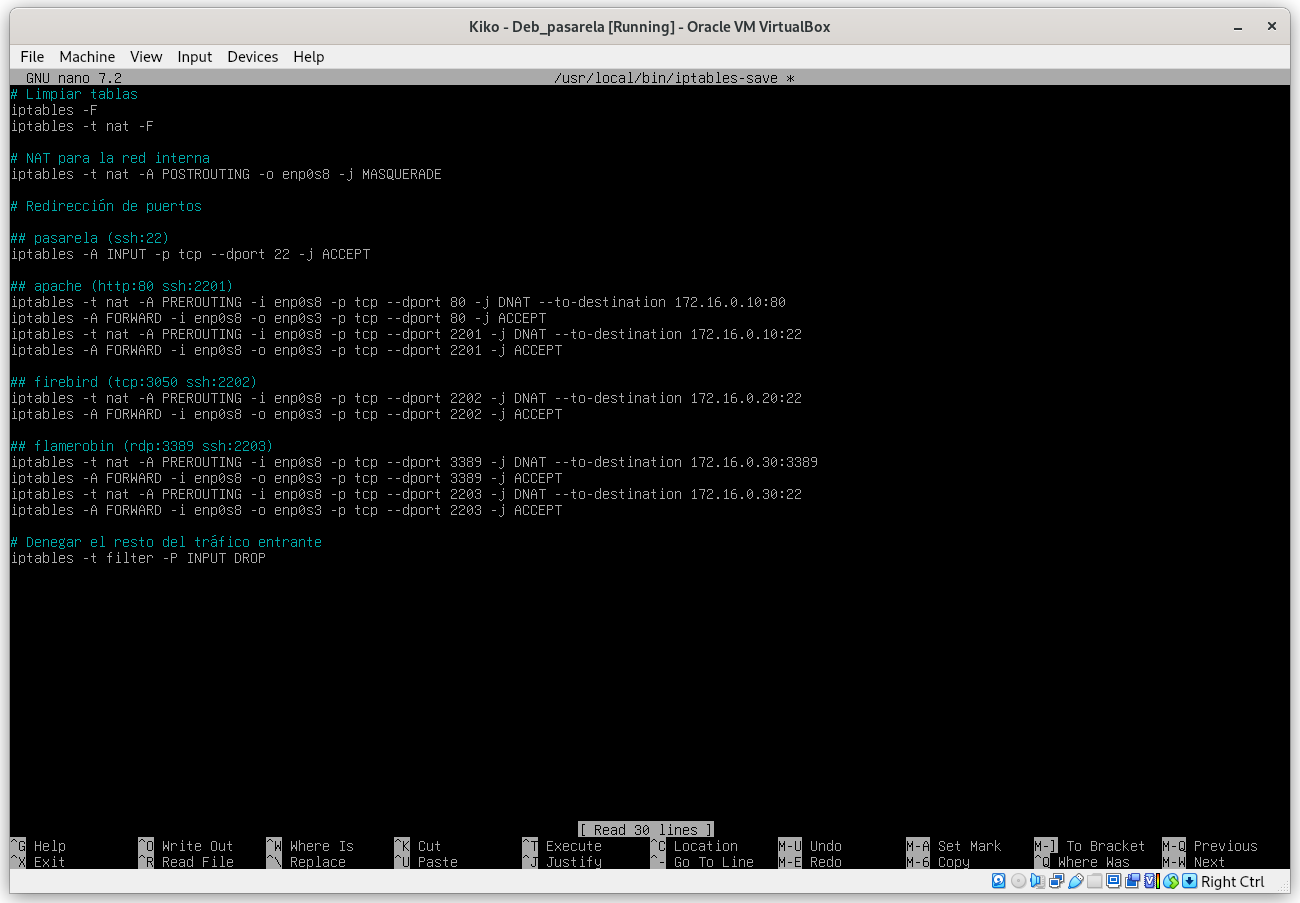 Kiko - Deb_pasarela [Running] - Oracle VM VirtualBox
File Machine View Input Devices Help
GNU nano 7.2 /usr/local/bin/iptables-save *
# Limpiar tablas
iptables -F
iptables -t nat -F
# NAT para la red interna
iptables -t nat -A POSTROUTING -o enp0s8 -j MASQUERADE
# Redirección de puertos
## pasarela (ssh:22)
iptables -A INPUT -p tcp --dport 22 -j ACCEPT
## apache (http:80 ssh:2201)
iptables -t nat -A PREROUTING -i enp0s8 -p tcp --dport 80 -j DNAT --to-destination 172.16.0.10:80
iptables -A FORWARD -i enp0s8 -o enp0s3 -p tcp --dport 80 -j ACCEPT
iptables -t nat -A PREROUTING -i enp0s8 -p tcp --dport 2201 -j DNAT --to-destination 172.16.0.10:22
iptables -A FORWARD -i enp0s8 -o enp0s3 -p tcp --dport 2201 -j ACCEPT
## firebird (tcp:3050 ssh:2202)
iptables -t nat -A PREROUTING -i enp0s8 -p tcp --dport 2202 -j DNAT --to-destination 172.16.0.20:22
iptables -A FORWARD -i enp0s8 -o enp0s3 -p tcp --dport 2202 -j ACCEPT
## flamerobin (rdp:3389 ssh:2203)
iptables -t nat -A PREROUTING -i enp0s8 -p tcp --dport 3389 -j DNAT --to-destination 172.16.0.30:3389
iptables -A FORWARD -i enp0s8 -o enp0s3 -p tcp --dport 3389 -j ACCEPT
iptables -t nat -A PREROUTING -i enp0s8 -p tcp --dport 2203 -j DNAT --to-destination 172.16.0.30:22
iptables -A FORWARD -i enp0s8 -o enp0s3 -p tcp --dport 2203 -j ACCEPT
# Denegar el resto del tráfico entrante
iptables -t filter -P INPUT DROP
[ Read 30 lines ]
^G Help ^O Write Out ^W Where Is ^K Cut ^T Execute ^C Location M-U Undo M-A Set Mark M-] To Bracket M-Q Previous
^X Exit ^R Read File ^\ Replace ^U Paste ^J Justify ^- Go To Line M-E Redo M-6 Copy ^Q Where Was M-W Next
Right Ctrl